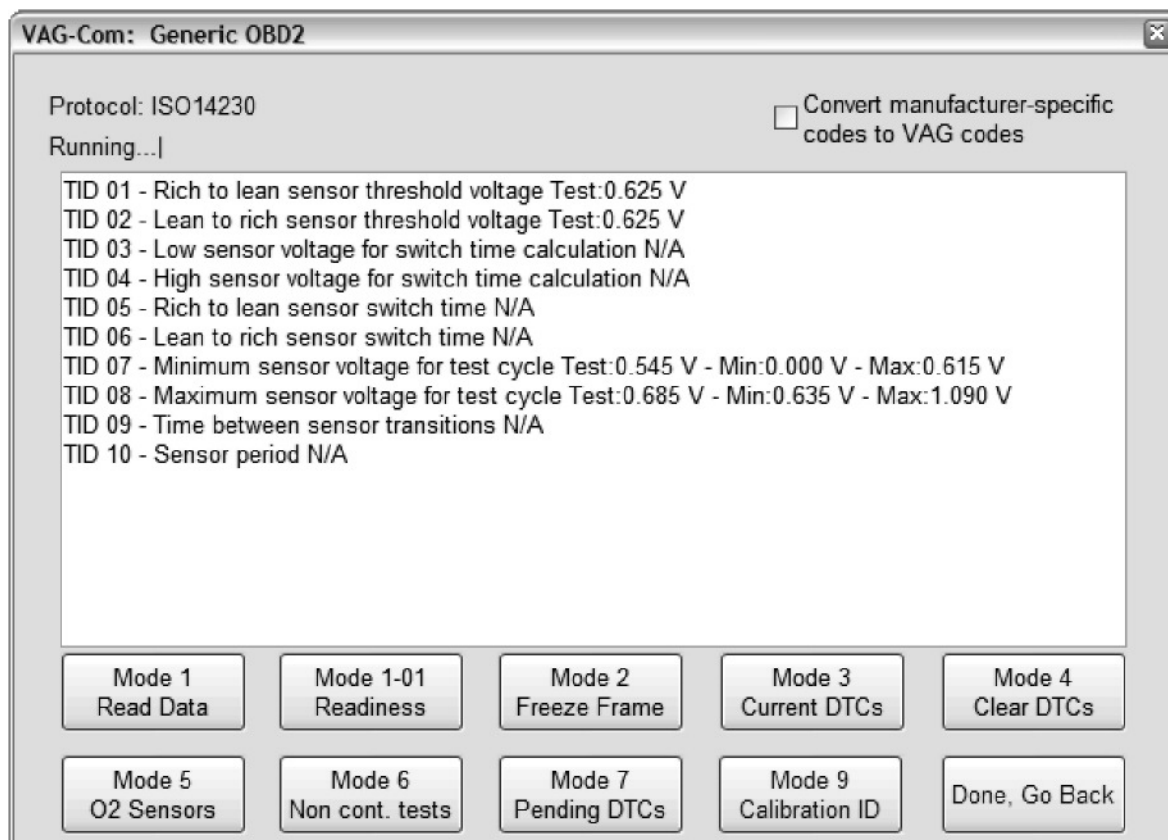 VAG-Com: Generic OBD2
Protocol: ISO14230
Convert manufacturer-specific
codes to VAG codes
Running...|
TID 01 - Rich to lean sensor threshold voltage Test:0.625 V
TID 02 - Lean to rich sensor threshold voltage Test:0.625 V
TID 03 - Low sensor voltage for switch time calculation N/A
TID 04 - High sensor voltage for switch time calculation N/A
TID 05 - Rich to lean sensor switch time N/A
TID 06 - Lean to rich sensor switch time N/A
TID 07 - Minimum sensor voltage for test cycle Test:0.545 V - Min:0.000 V - Max:0.615 V
TID 08 - Maximum sensor voltage for test cycle Test:0.685 V - Min:0.635 V - Max:1.090 V
TID 09 - Time between sensor transitions N/A
TID 10 - Sensor period N/A
Mode 1
Read Data
Mode 1-01
Readiness
Mode 2
Freeze Frame
Mode 3
Current DTCs
Mode 4
Clear DTCs
Mode 5
O2 Sensors
Mode 6
Non cont. tests
Mode 7
Pending DTCs
Mode 9
Calibration ID
Done, Go Back